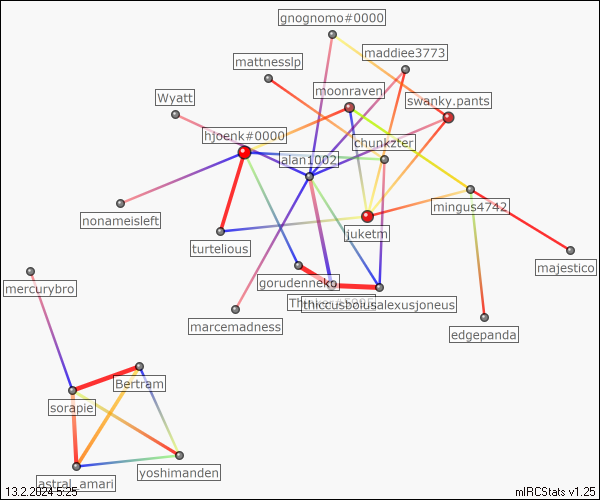 gnognomo#0000
maddiee3773
mattnesslp
moonraven
Wyatt
swanky.pants
hjoenk#0000
chunkzter
alan1002
nonameisleft
mingus4742
juketm
turtelious
majestico
gorudenneko
mercurybro
thiccusboiusalexusjoneus
marcemadness
edgepanda
Bertram
sorapie
yoshimanden
astral_amari
13.2.2024 5:25
mIRCStats v1.25